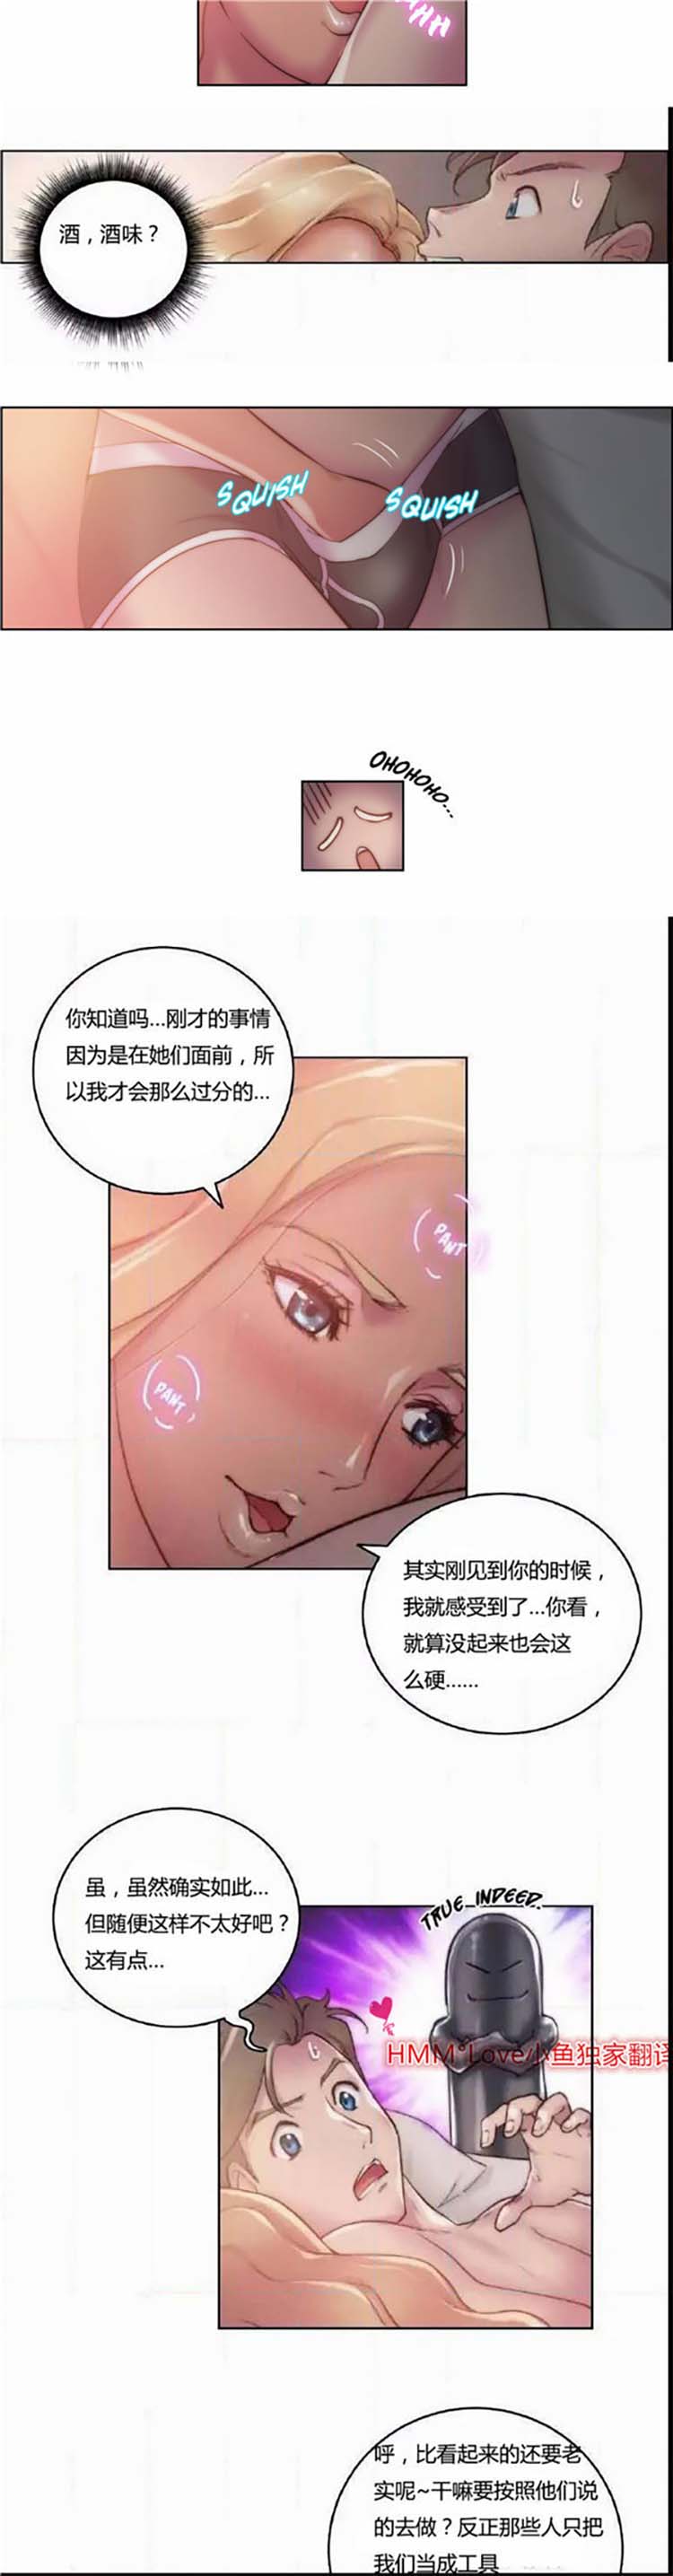 AHH
酒，酒味？
SQUISH
SQUISH
OHOHOHO...
你知道吗...刚才的事情
因为是在她们面前，所
以我才会那么过分的...
PANT
PANT
其实刚见到你的时候，
我就感受到了...你看，
就算没起来也会这
么硬......
虽，虽然确实如此...
但随便这样不太好吧？
这有点...
TRUE INDEED.
HMM°Love小鱼独家翻译
呼，比看起来的还要老
实呢~干嘛要按照他们说
的去做？反正那些人只把
我们当成工具